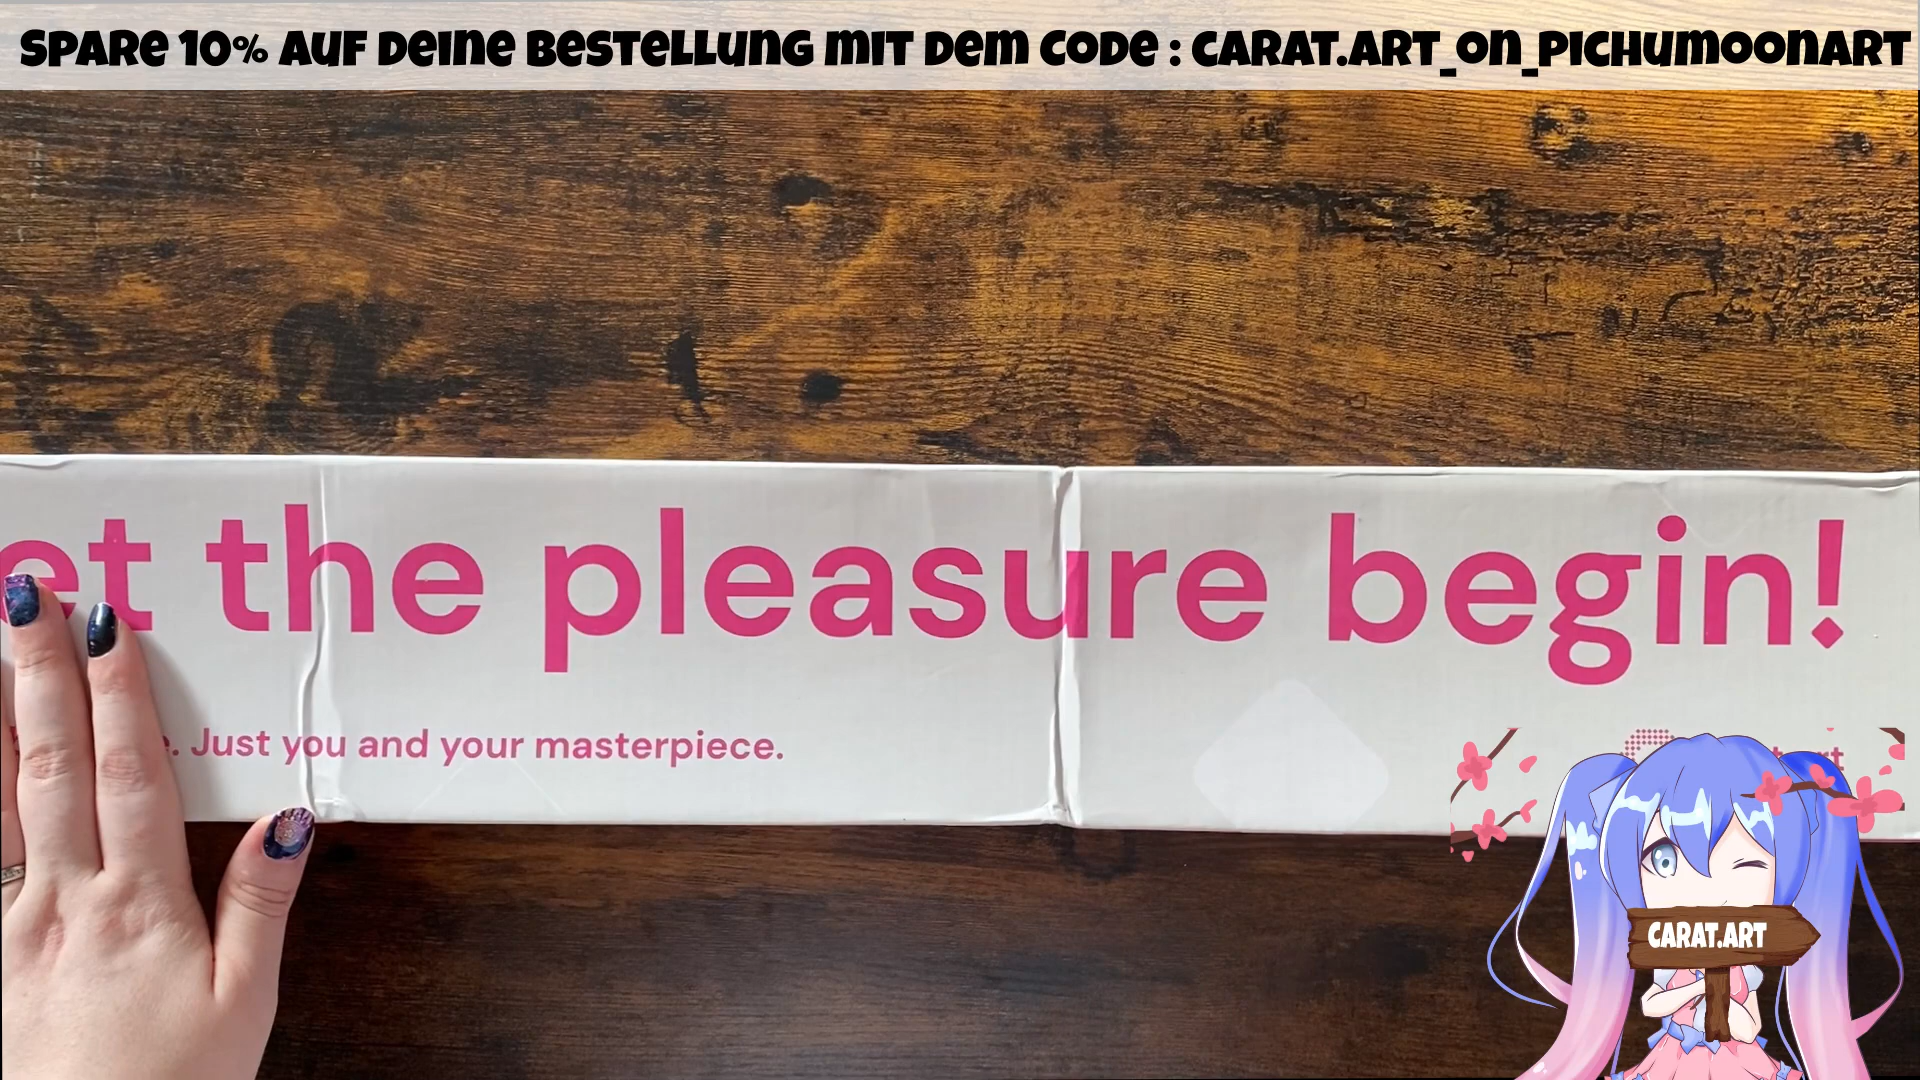 SPARE 10% AUF DEINE BESTELLUNG MIT DEM CODE : CARAT.ART_ON_PICHUMOONART
et the pleasure begin!
Just you and your masterpiece.
CARAT.ART